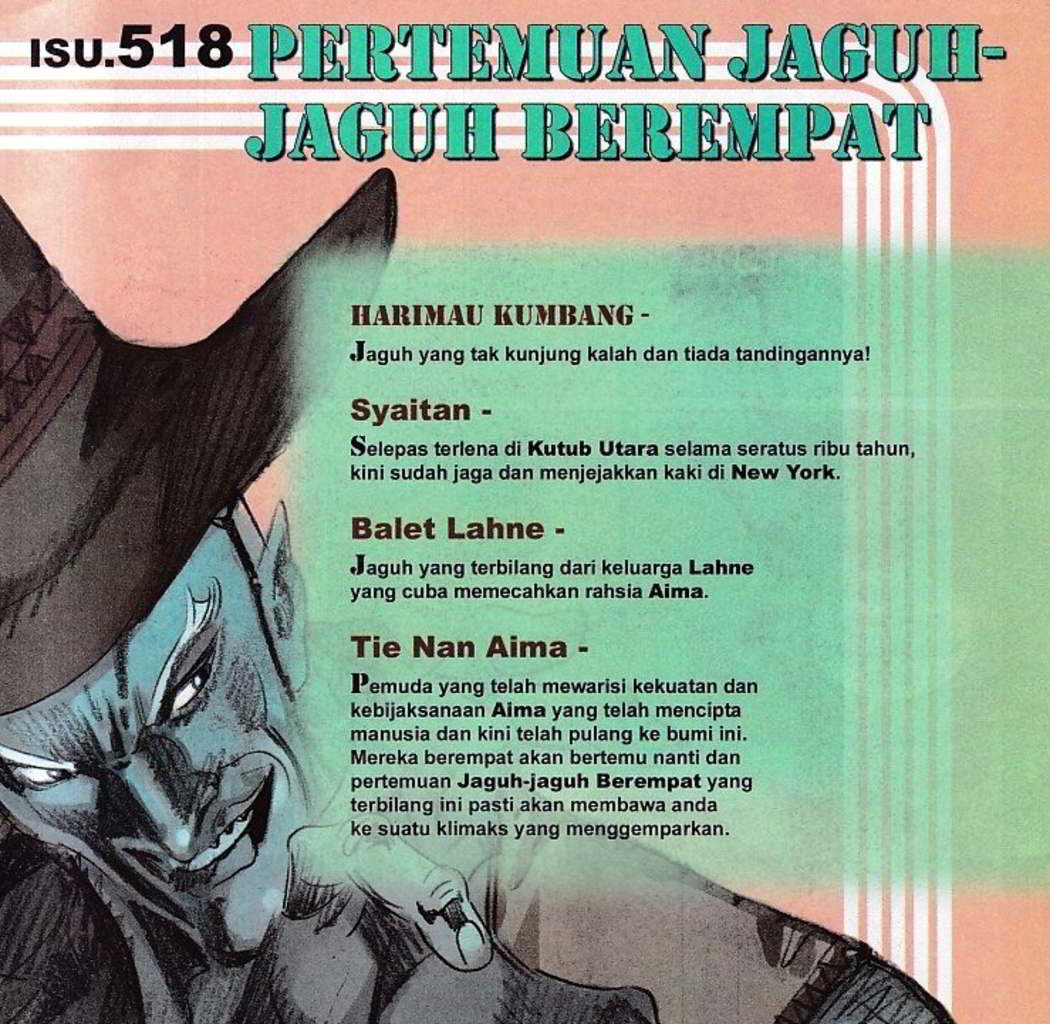 ISU.518 PERTEMUAN JAGUH-
JAGUH BEREMPAT
HARIMAU KUMBANG -
Jaguh yang tak kunjung kalah dan tiada tandingannya!
Syaitan -
Selepas terlena di Kutub Utara selama seratus ribu tahun,
kini sudah jaga dan menjejakkan kaki di New York.
Balet Lahne -
Jaguh yang terbilang dari keluarga Lahne
yang cuba memecahkan rahsia Aima.
Tie Nan Aima -
Pemuda yang telah mewarisi kekuatan dan
kebijaksanaan Aima yang telah mencipta
manusia dan kini telah pulang ke bumi ini.
Mereka berempat akan bertemu nanti dan
pertemuan Jaguh-jaguh Berempat yang
terbilang ini pasti akan membawa anda
ke suatu klimaks yang menggemparkan.